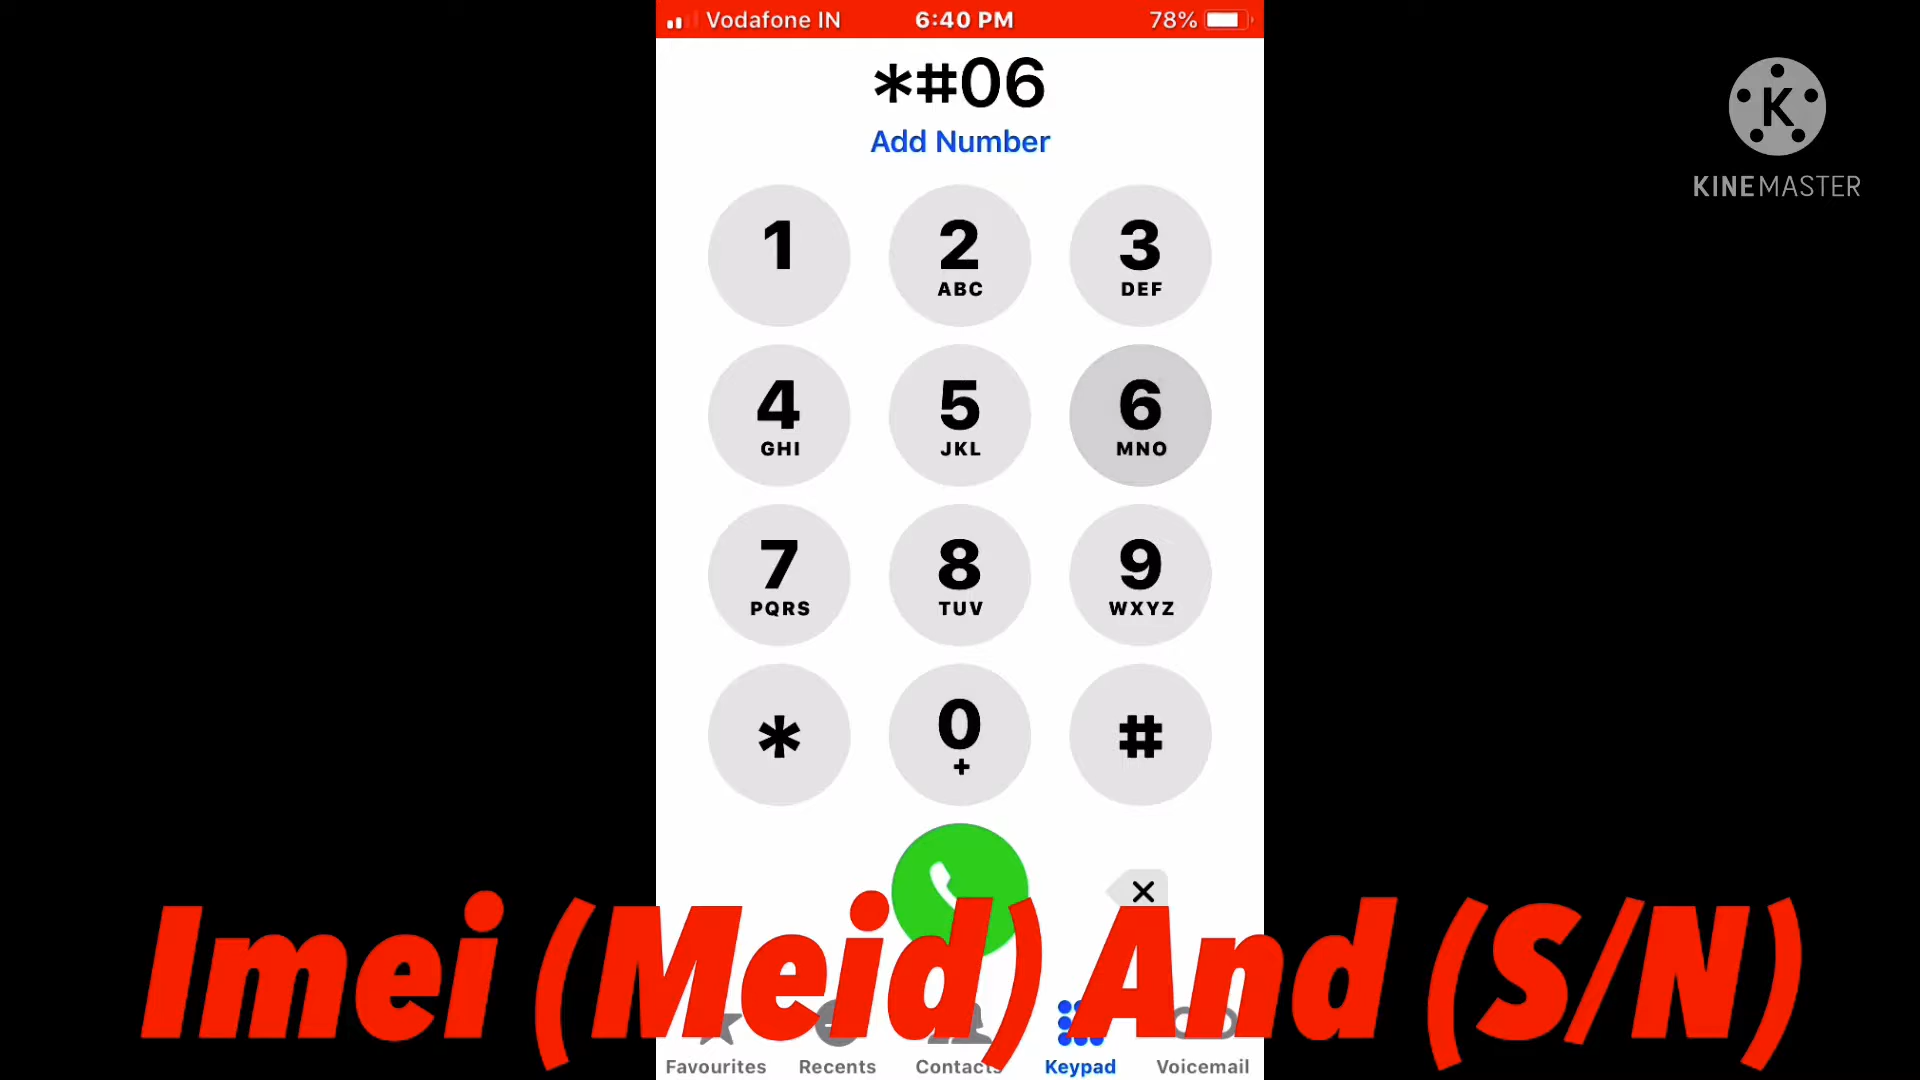 Vodafone IN 6:40 PM 78%
*#06
Add Number
KINEMASTER
K
1 2 3
ABC DEF
4 5 6
GHI JKL MNO
7 8 9
PQRS TUV WXYZ
* 0 #
+
Imei (Meid) And (S/N)
Favourites Recents Contacts Keypad Voicemail